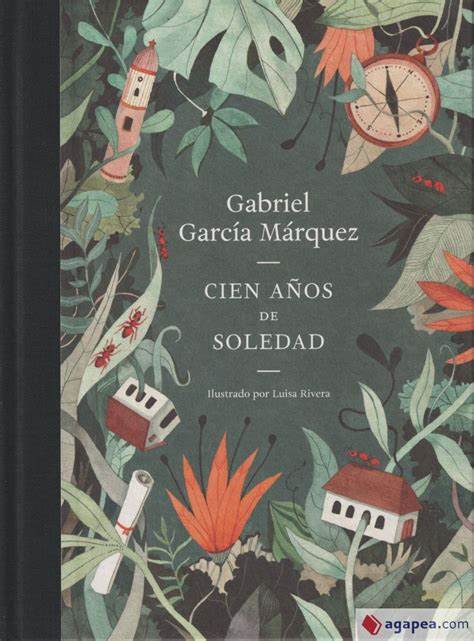 Gabriel
García Márquez
CIEN AÑOS
DE
SOLEDAD
Ilustrado por Luisa Rivera
agapea.com